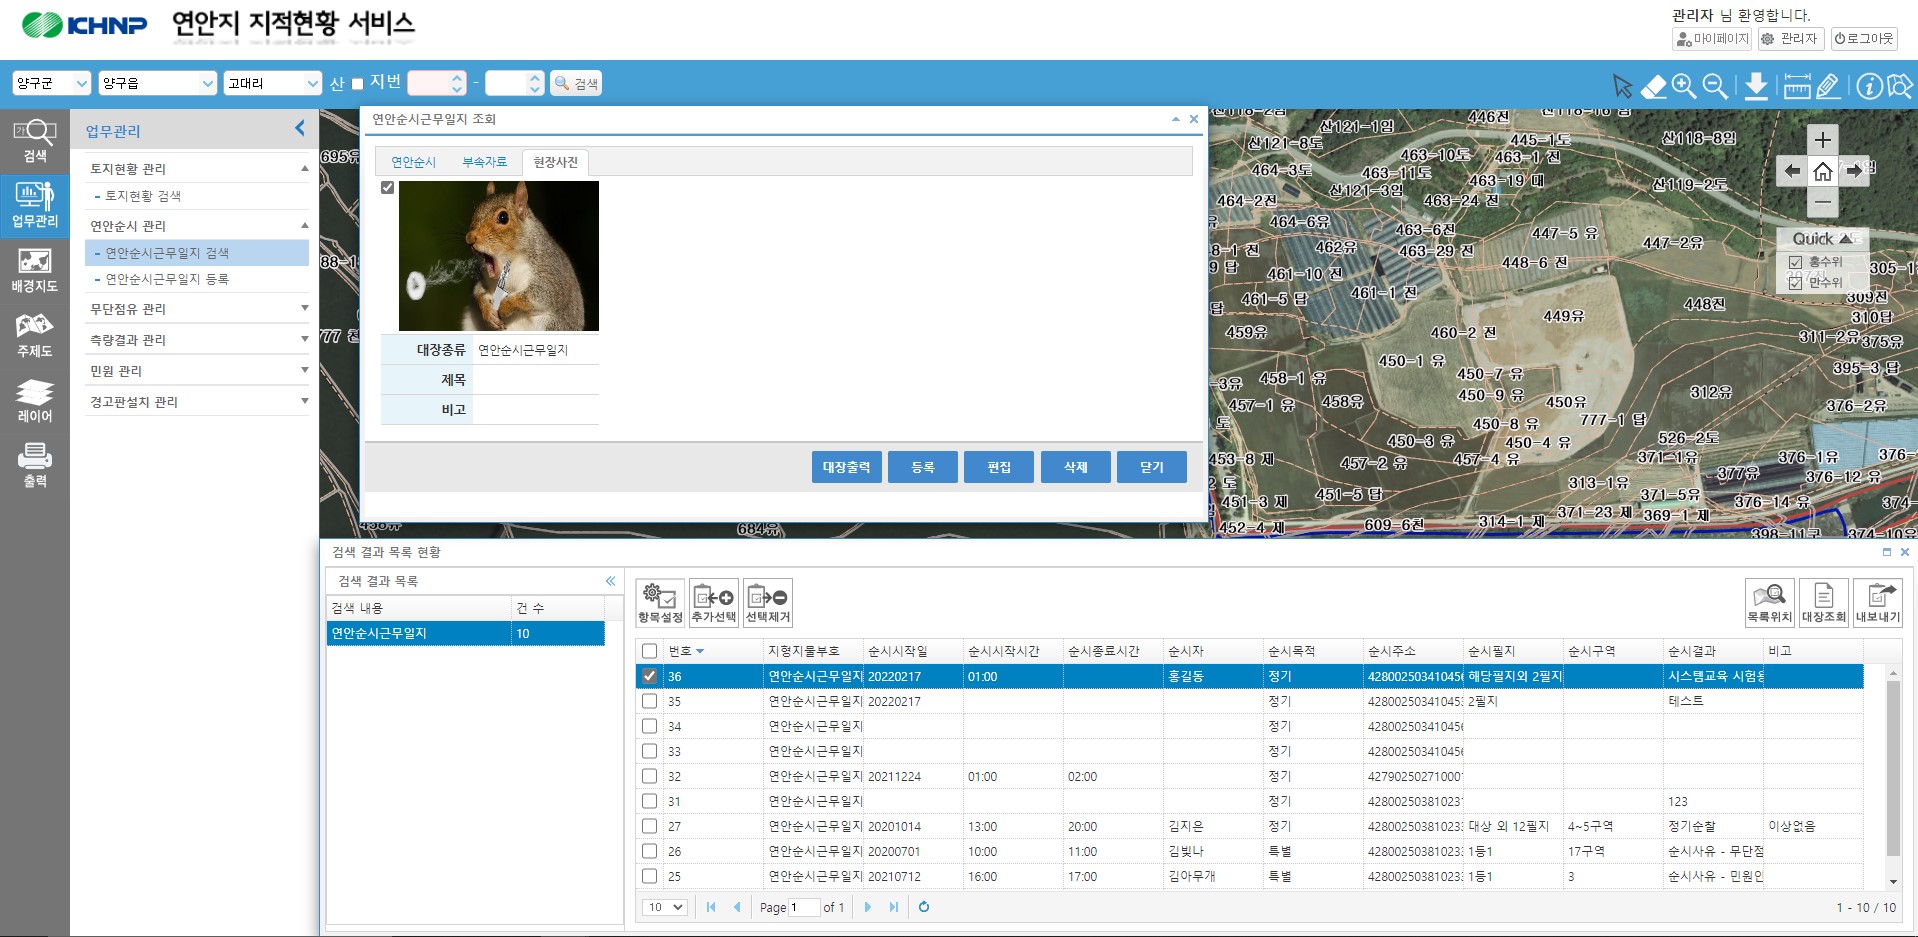 KHNP 연안지 지적현황 서비스
관리자 님 환영합니다.
마이페이지 관리자 로그아웃
양구군 양구읍 고대리 산 지번 - 검색
검색
업무관리
배경지도
주제도
레이어
출력
업무관리
토지현황 관리
- 토지현황 검색
연안순시 관리
- 연안순시근무일지 검색
- 연안순시근무일지 등록
무단점유 관리
측량결과 관리
민원 관리
경고판설치 관리
연안순시근무일지 조회
연안순시 부속자료 현장사진
대장종류 연안순시근무일지
제목
비고
대장출력 등록 편집 삭제 닫기
695유
777 천
684유
446전
산121-1임
산118-8임
산121-8도
445-1도
463-10도
463-1 전
464-3도
463-11도
463-19 대
산121-3임
산119-2도
464-2전
463-24 전
464-6유
463-6전
447-5 유
447-2유
462유
463-29 전
8-1 전
448-6 전
461-10 전
461-5 답
461-1 전
448전
459유
449유
460-2 전
450-1 유
450-7 유
458-1 유
450-9 유
457-1 유
458유
450유
450-8 유
777-1 답
450-3 유
450-4 유
526-2도
453-8 제
457-2 유
457-4 유
371-1유
376-1유
377유
313-1유
376-12 유
451-3 제
451-5 답
371-5유
376-14 유
371-23 제
369-1 제
452-4 제
609-6천
314-1 제
398-11구
374-10유
312유
376-2유
395-3 답
311-2유
375유
310답
309전
Quick
홍수위
만수위
검색 결과 목록 현황
검색 결과 목록
검색 내용 건 수
연안순시근무일지 10
항목설정 추가선택 선택제거
목록위치 대장조회 내보내기
번호 지형지물부호 순시시작일 순시시작시간 순시종료시간 순시자 순시목적 순시주소 순시필지 순시구역 순시결과 비고
36 연안순시근무일지 20220217 01:00 홍길동 정기 428002503410456 해당필지외 2필지 시스템교육 시험용
35 연안순시근무일지 20220217 정기 428002503410453 2필지 테스트
34 연안순시근무일지 정기 428002503410456
33 연안순시근무일지 정기 428002503410456
32 연안순시근무일지 20211224 01:00 02:00 정기 427902502710007
31 연안순시근무일지 정기 428002503810231 123
27 연안순시근무일지 20201014 13:00 20:00 김지은 정기 428002503810233 대상 외 12필지 4~5구역 정기순찰 이상없음
26 연안순시근무일지 20200701 10:00 11:00 김빛나 특별 428002503810233 1등1 17구역 순시사유 - 무단점
25 연안순시근무일지 20210712 16:00 17:00 김아무개 특별 428002503810233 1등1 3 순시사유 - 민원인
10 Page 1 of 1
1 - 10 / 10